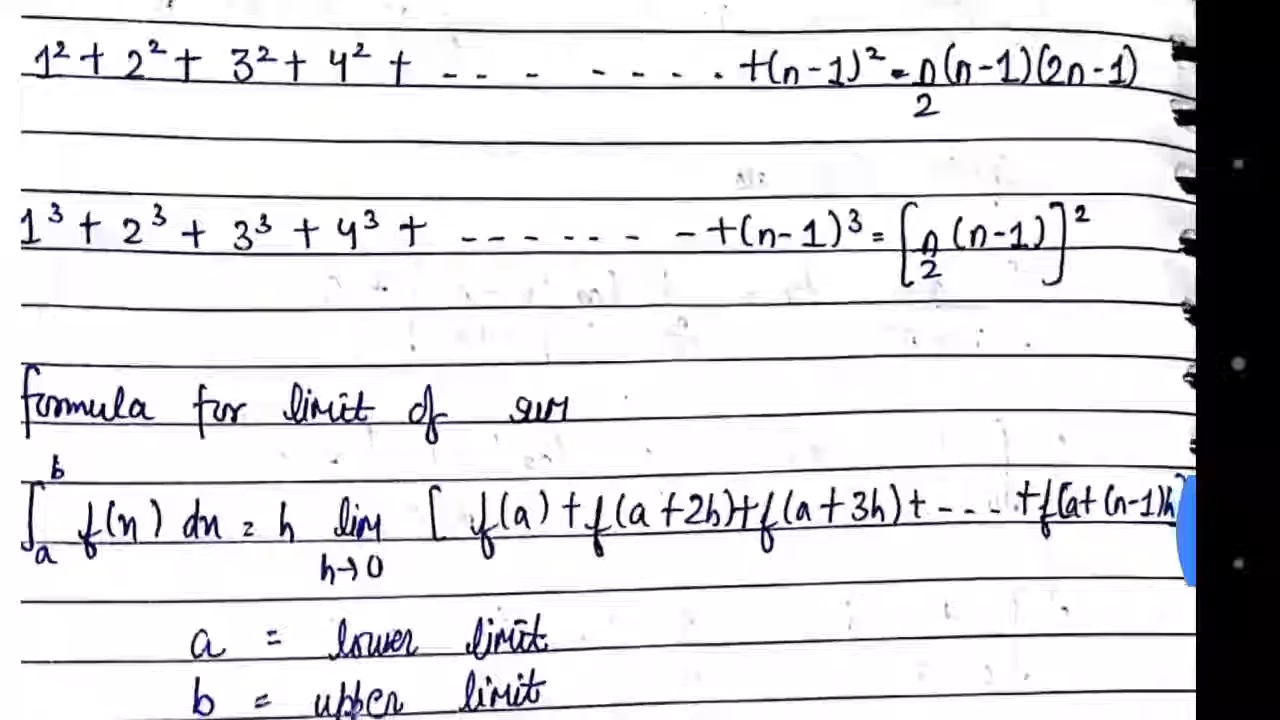 1² + 2² + 3² + 4² + - - - - - - - . +(n-1)² = n/2 (n-1)(2n-1)
1³ + 2³ + 3³ + 4³ + - - - - - - - +(n-1)³ = [n/2 (n-1)]²
formula for limit of sum
∫ₐᵇ f(n) dn = h lim h→0 [ f(a) + f(a+2h)+f(a+3h)+ - - - +f(a+(n-1)h
a = lower limit
b = upper limit